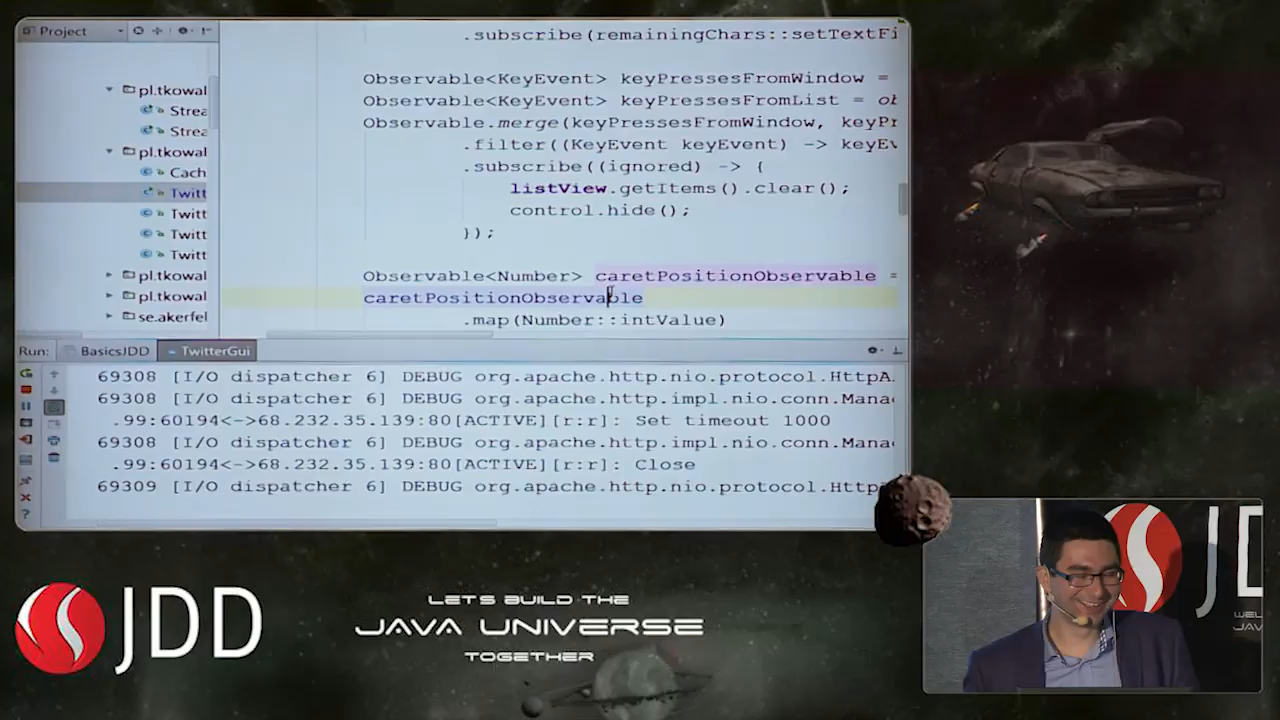 Project
.subscribe(remainingChars::setTextFi
pl.tkowal
Observable<KeyEvent> keyPressesFromWindow =
Strea
Observable<KeyEvent> keyPressesFromList = ob
Strea
Observable.merge(keyPressesFromWindow, keyPr
pl.tkowal
.filter((KeyEvent keyEvent) -> keyEv
Cach
.subscribe((ignored) -> {
Twitt
listView.getItems().clear();
Twitt
control.hide();
Twitt
});
Twitt
pl.tkowal
Observable<Number> caretPositionObservable =
pl.tkowal
caretPositionObservable
se.akerfel
.map(Number::intValue)
Run: BasicsJDD TwitterGui
69308 [I/O dispatcher 6] DEBUG org.apache.http.nio.protocol.HttpA
69308 [I/O dispatcher 6] DEBUG org.apache.http.impl.nio.conn.Mana
.99:60194<->68.232.35.139:80[ACTIVE][r:r]: Set timeout 1000
69308 [I/O dispatcher 6] DEBUG org.apache.http.impl.nio.conn.Mana
.99:60194<->68.232.35.139:80[ACTIVE][r:r]: Close
69309 [I/O dispatcher 6] DEBUG org.apache.http.nio.protocol.Http
JDD
LETS BUILD THE
JAVA UNIVERSE
TOGETHER
JD
WEL
JAV